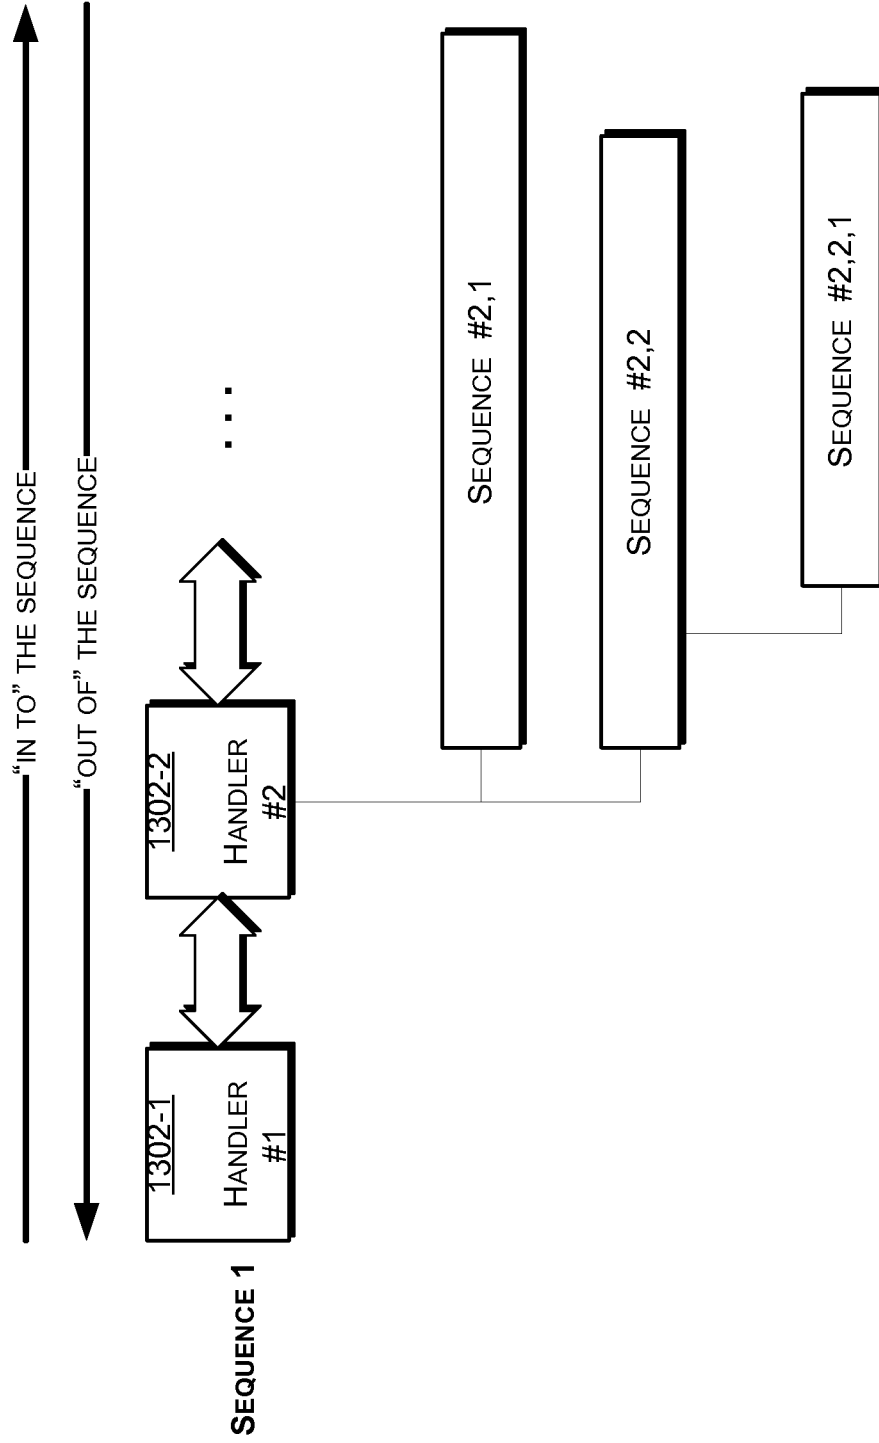 “IN TO” THE SEQUENCE
“OUT OF” THE SEQUENCE
SEQUENCE 1
1302-1
HANDLER
#1
1302-2
HANDLER
#2
. . .
SEQUENCE #2,1
SEQUENCE #2,2
SEQUENCE #2,2,1